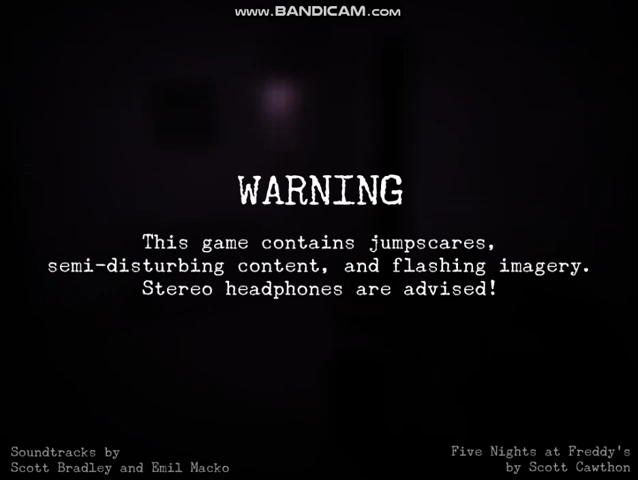 www.BANDICAM.com
WARNING
This game contains jumpscares,
semi-disturbing content, and flashing imagery.
Stereo headphones are advised!
Soundtracks by
Scott Bradley and Emil Macko
Five Nights at Freddy's
by Scott Cawthon